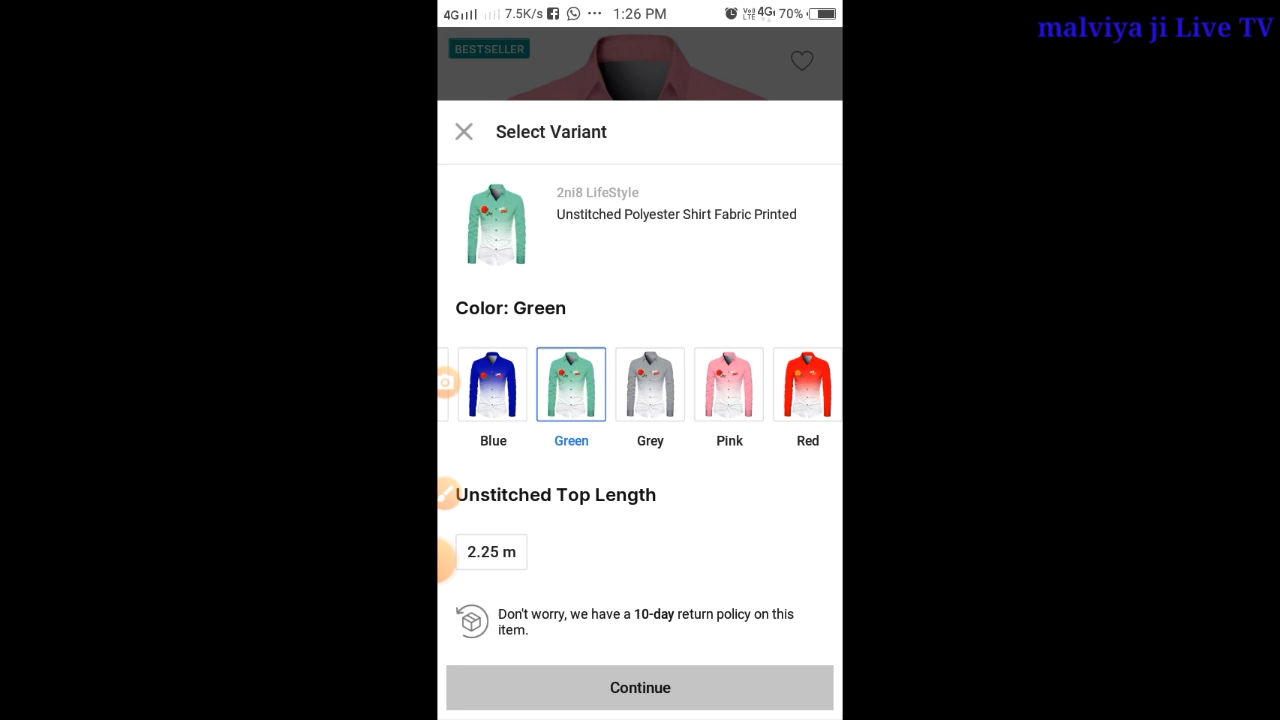 4G 7.5K/s ··· 1:26 PM VoLTE 4G 70%
malviya ji Live TV
BESTSELLER
Select Variant
2ni8 LifeStyle
Unstitched Polyester Shirt Fabric Printed
Color: Green
Blue Green Grey Pink Red
Unstitched Top Length
2.25 m
Don't worry, we have a 10-day return policy on this
item.
Continue